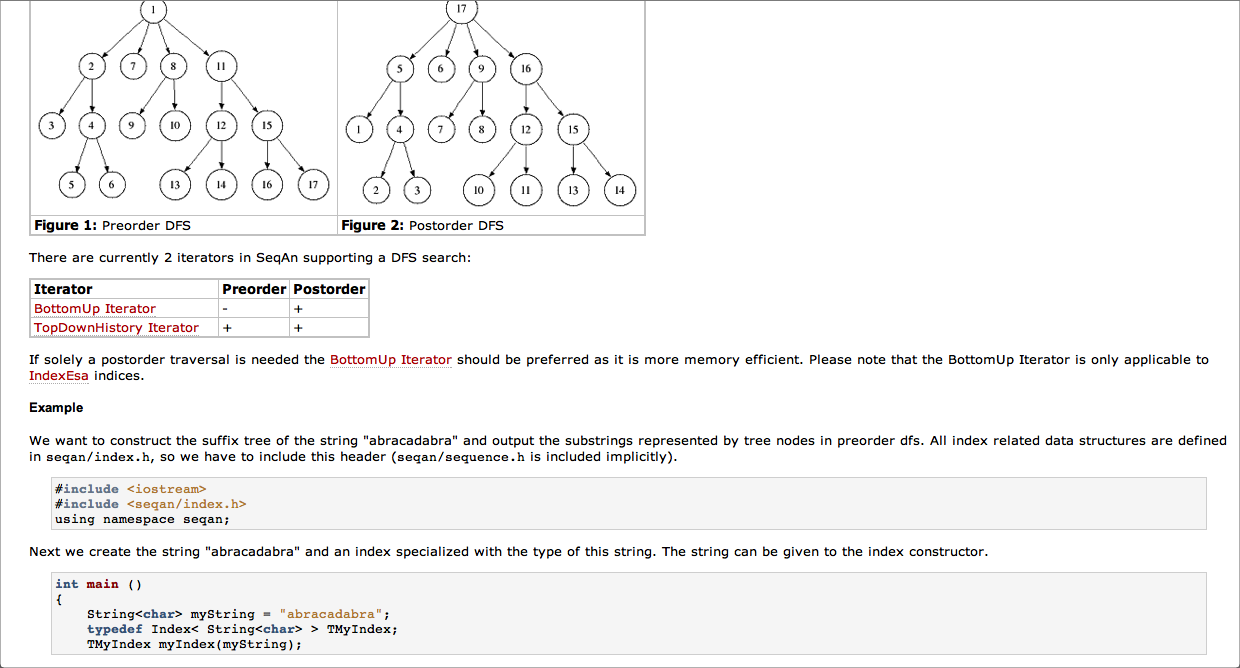 1 17
2 7 8 11 5 6 9 16
3 4 9 10 12 15 1 4 7 8 12 15
5 6 13 14 16 17 2 3 10 11 13 14
Figure 1: Preorder DFS Figure 2: Postorder DFS
There are currently 2 iterators in SeqAn supporting a DFS search:
Iterator Preorder Postorder
BottomUp Iterator - +
TopDownHistory Iterator + +
If solely a postorder traversal is needed the BottomUp Iterator should be preferred as it is more memory efficient. Please note that the BottomUp Iterator is only applicable to
IndexEsa indices.
Example
We want to construct the suffix tree of the string "abracadabra" and output the substrings represented by tree nodes in preorder dfs. All index related data structures are defined
in seqan/index.h, so we have to include this header (seqan/sequence.h is included implicitly).
#include <iostream>
#include <seqan/index.h>
using namespace seqan;
Next we create the string "abracadabra" and an index specialized with the type of this string. The string can be given to the index constructor.
int main ()
{
String<char> myString = "abracadabra";
typedef Index< String<char> > TMyIndex;
TMyIndex myIndex(myString);